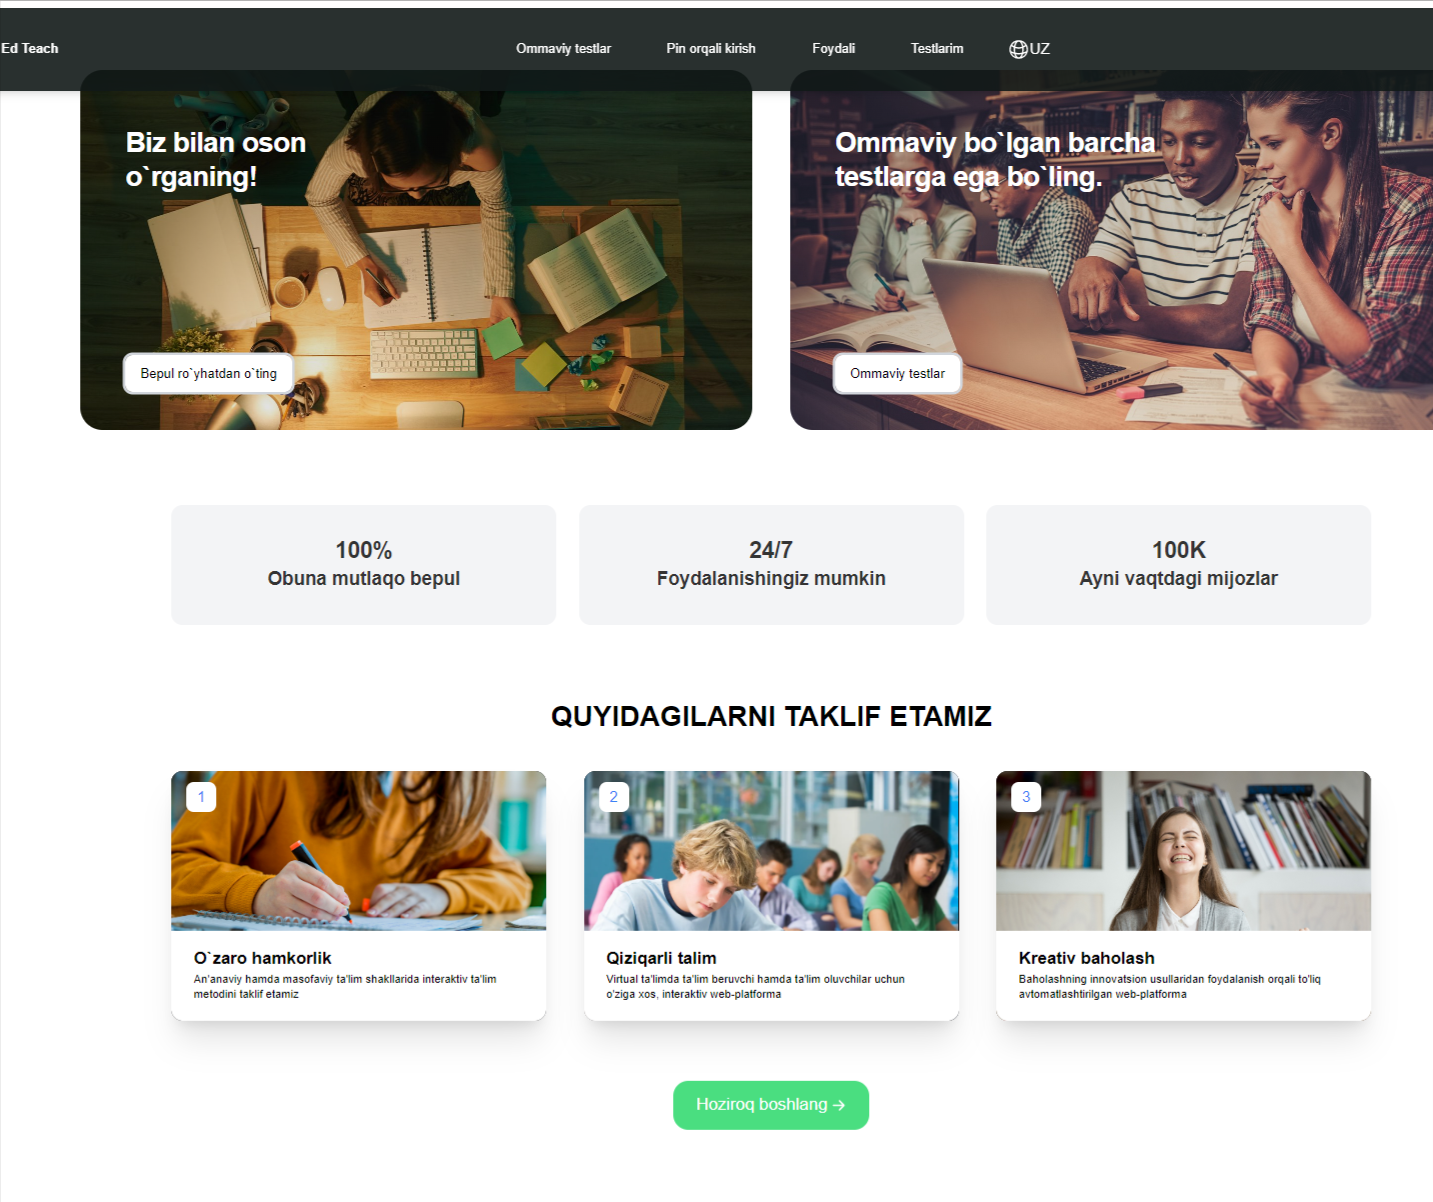 Ed Teach
Ommaviy testlar
Pin orqali kirish
Foydali
Testlarim
UZ
Biz bilan oson
o`rganing!
Bepul ro`yhatdan o`ting
Ommaviy bo`lgan barcha
testlarga ega bo`ling.
Ommaviy testlar
100%
Obuna mutlaqo bepul
24/7
Foydalanishingiz mumkin
100K
Ayni vaqtdagi mijozlar
QUYIDAGILARNI TAKLIF ETAMIZ
1
O`zaro hamkorlik
An'anaviy hamda masofaviy ta'lim shakllarida interaktiv ta'lim
metodini taklif etamiz
2
Qiziqarli talim
Virtual ta'limda ta'lim beruvchi hamda ta'lim oluvchilar uchun
o'ziga xos, interaktiv web-platforma
3
Kreativ baholash
Baholashning innovatsion usullaridan foydalanish orqali to'liq
avtomatlashtirilgan web-platforma
Hoziroq boshlang →